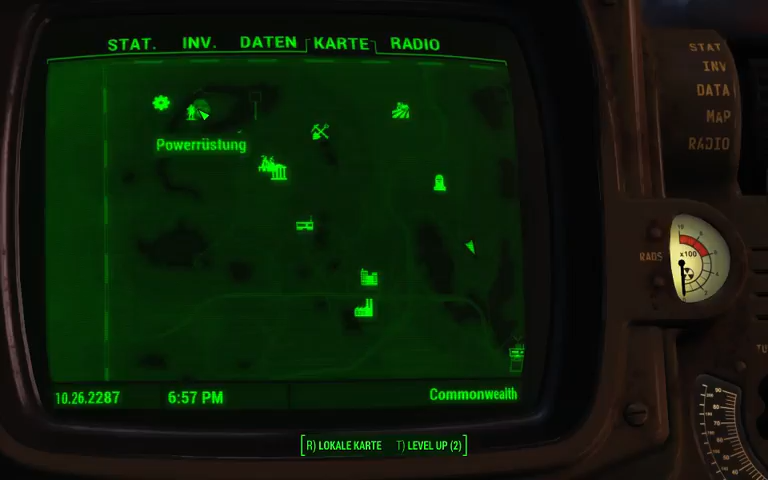 STAT. INV. DATEN KARTE RADIO
Powerrüstung
10.26.2287 6:57 PM Commonwealth
R) LOKALE KARTE T) LEVEL UP (2)
STAT
INV
DATA
MAP
RADIO
RADS
x100